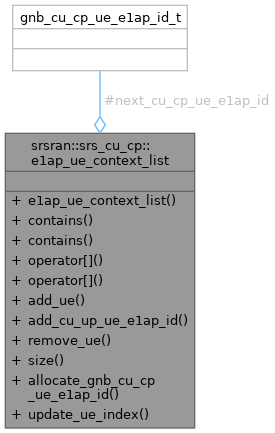 gnb_cu_cp_ue_e1ap_id_t
#next_cu_cp_ue_e1ap_id
srsran::srs_cu_cp::
e1ap_ue_context_list
+ e1ap_ue_context_list()
+ contains()
+ contains()
+ operator[]()
+ operator[]()
+ add_ue()
+ add_cu_up_ue_e1ap_id()
+ remove_ue()
+ size()
+ allocate_gnb_cu_cp
_ue_e1ap_id()
+ update_ue_index()